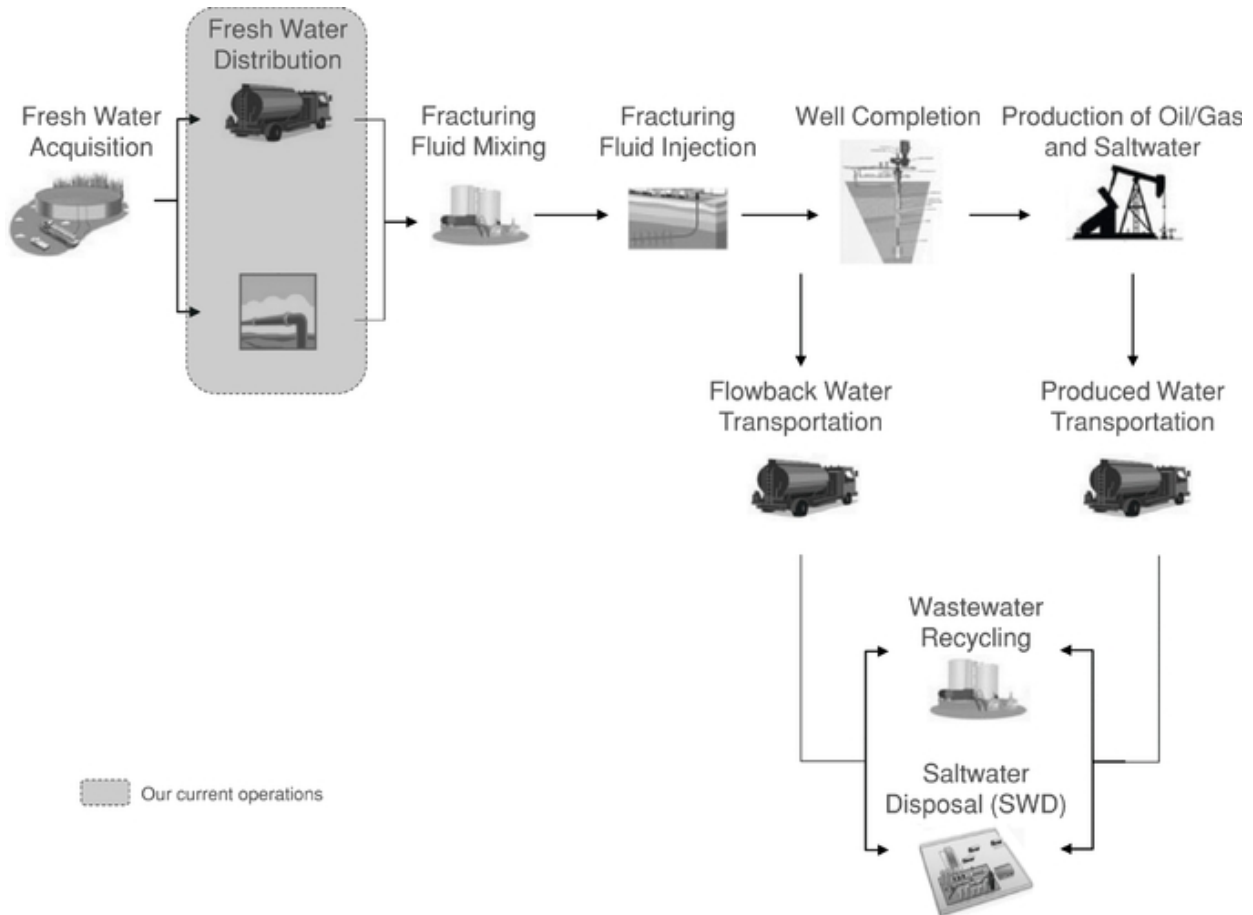 Fresh Water
Distribution
Fresh Water
Acquisition
Fracturing
Fluid Mixing
Fracturing
Fluid Injection
Well Completion
Production of Oil/Gas
and Saltwater
Flowback Water
Transportation
Produced Water
Transportation
Wastewater
Recycling
Saltwater
Disposal (SWD)
Our current operations